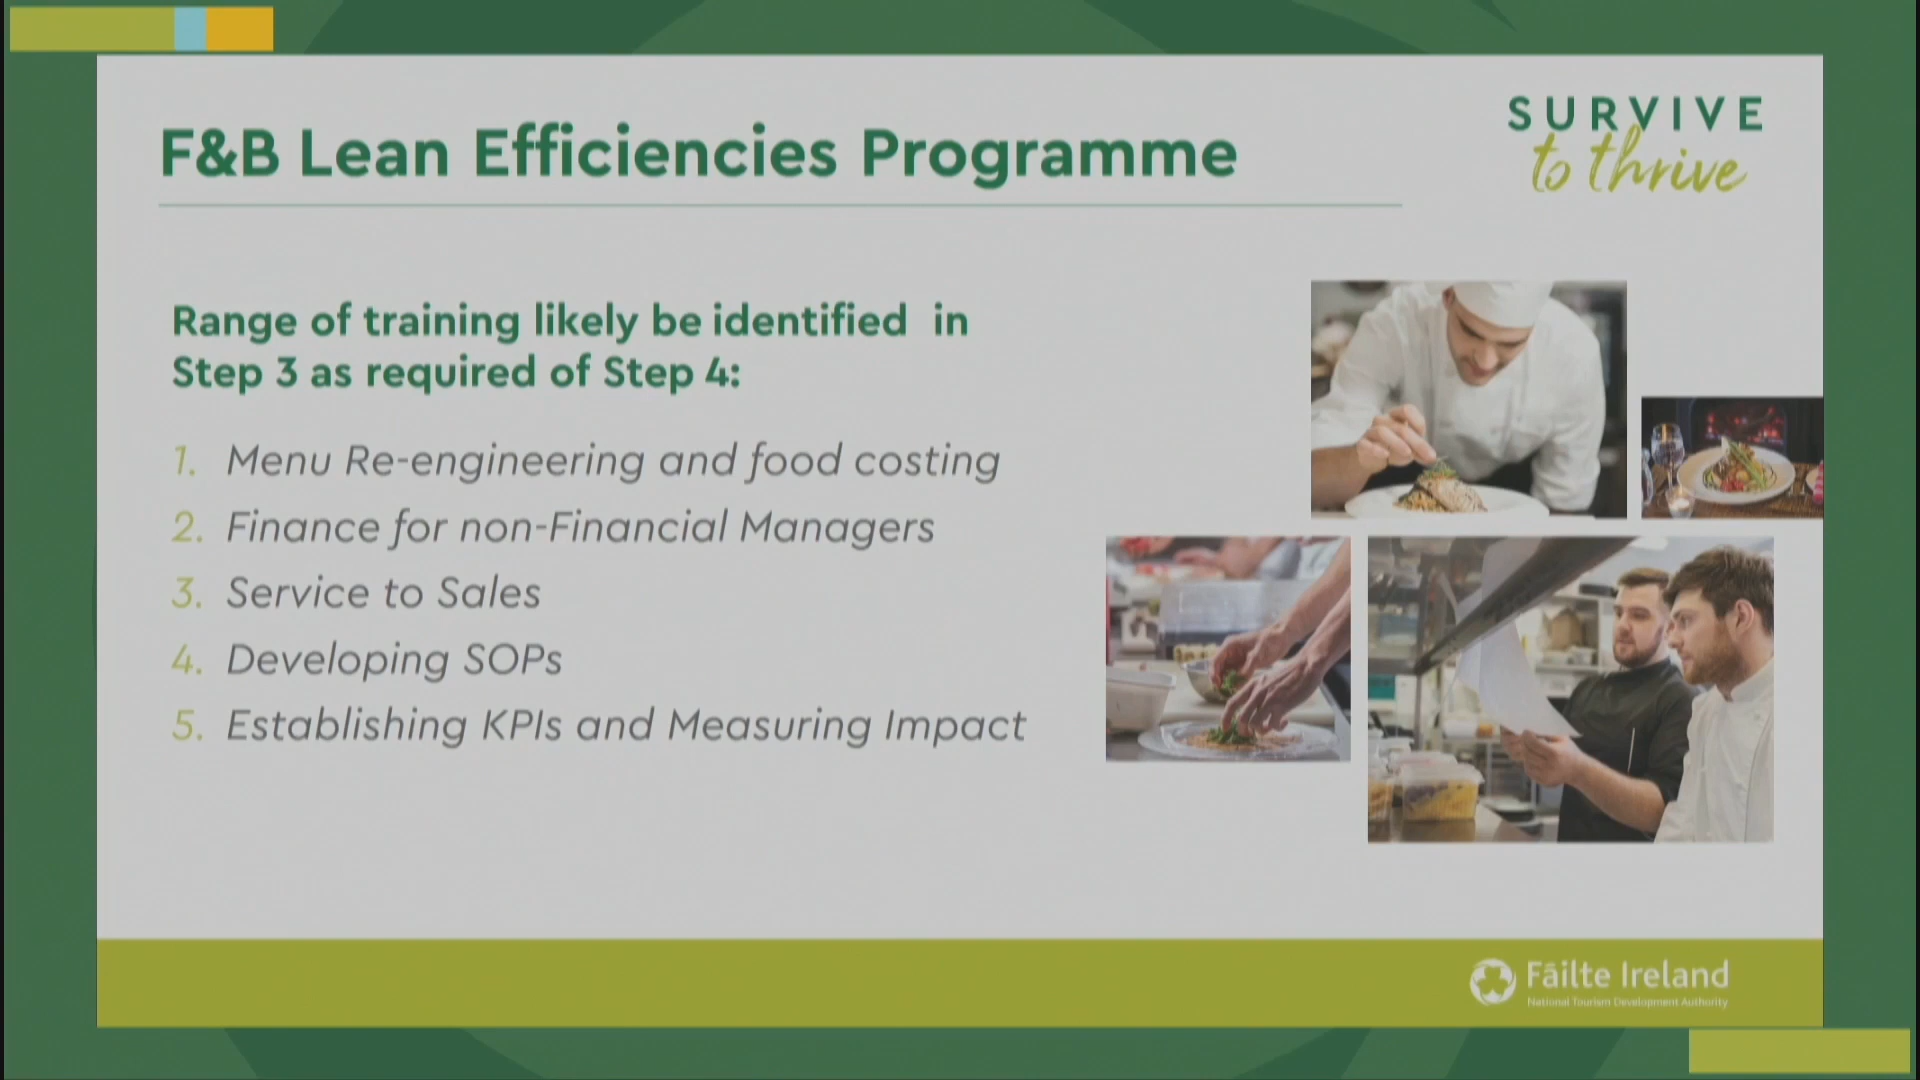 F&B Lean Efficiencies Programme
SURVIVE
to thrive
Range of training likely be identified in
Step 3 as required of Step 4:
1. Menu Re-engineering and food costing
2. Finance for non-Financial Managers
3. Service to Sales
4. Developing SOPs
5. Establishing KPIs and Measuring Impact
Fáilte Ireland
National Tourism Development Authority